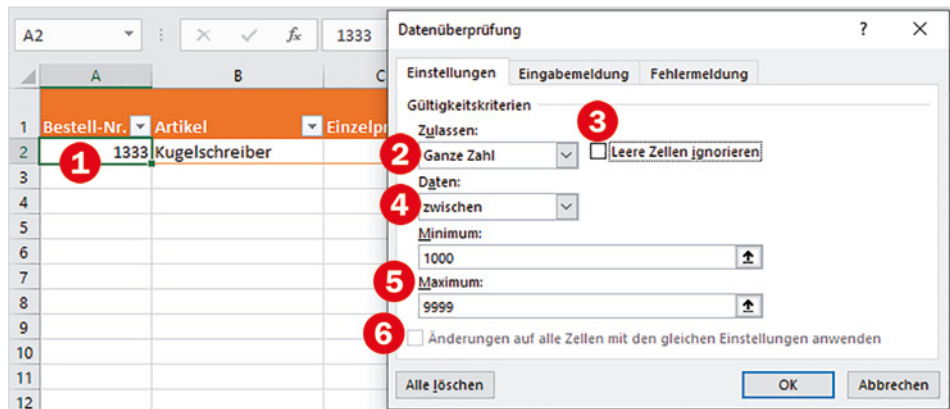 A2 fx 1333
A B C
1 Bestell-Nr. Artikel Einzelpr
2 1333 Kugelschreiber
3
4
5
6
7
8
9
10
11
12
1
Datenüberprüfung ? ×
Einstellungen Eingabemeldung Fehlermeldung
Gültigkeitskriterien
Zulassen: 3
2 Ganze Zahl Leere Zellen ignorieren
Daten:
4 zwischen
Minimum:
1000
5 Maximum:
9999
6 Änderungen auf alle Zellen mit den gleichen Einstellungen anwenden
Alle löschen OK Abbrechen